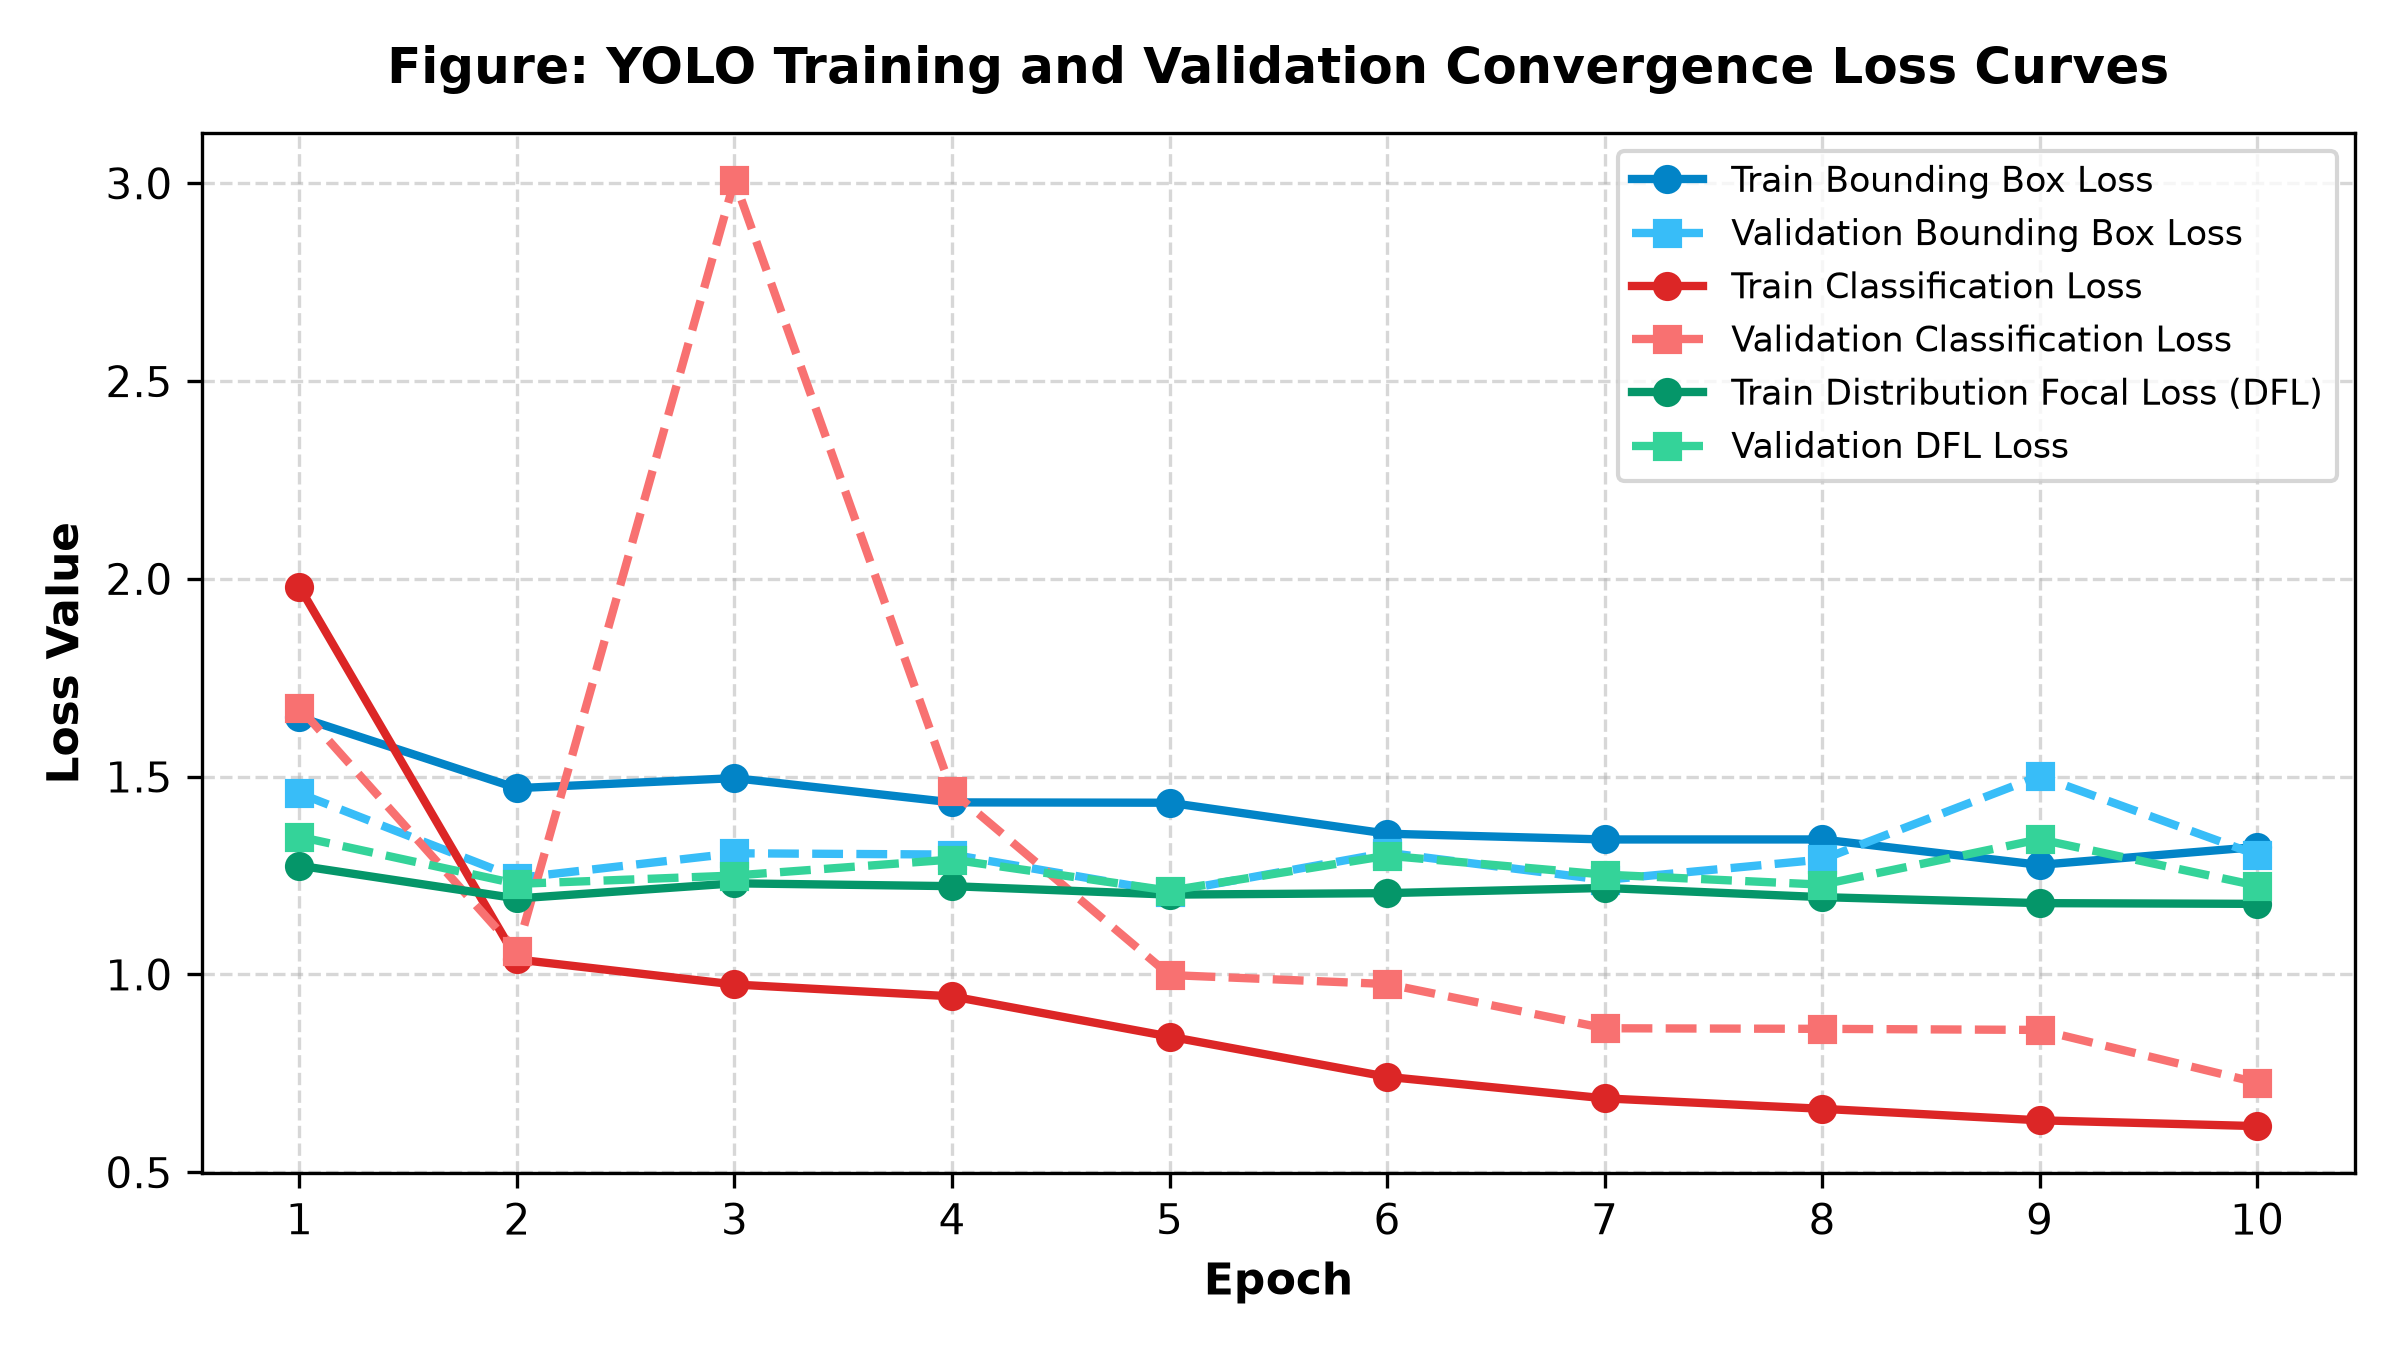 Figure: YOLO Training and Validation Convergence Loss Curves
3.0
2.5
2.0
1.5
1.0
0.5
Loss Value
Train Bounding Box Loss
Validation Bounding Box Loss
Train Classification Loss
Validation Classification Loss
Train Distribution Focal Loss (DFL)
Validation DFL Loss
1 2 3 4 5 6 7 8 9 10
Epoch